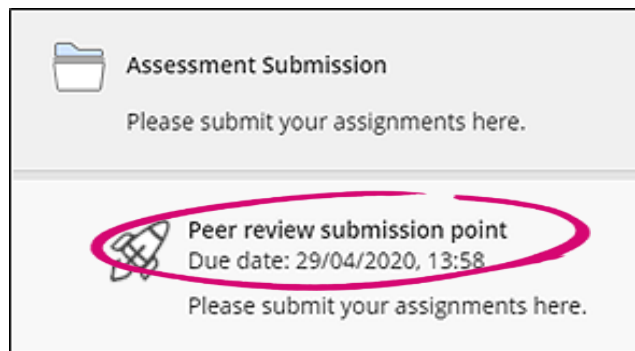 Assessment Submission
Please submit your assignments here.
Peer review submission point
Due date: 29/04/2020, 13:58
Please submit your assignments here.